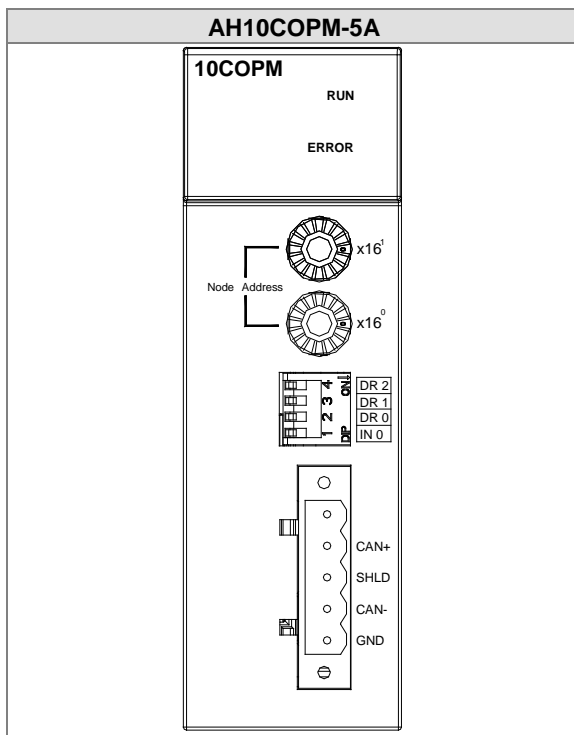 AH10COPM-5A
10COPM
RUN
ERROR
x16¹
Node Address
x16⁰
DR 2
DR 1
DR 0
IN 0
4
3
2
1
ON
DIP
CAN+
SHLD
CAN-
GND